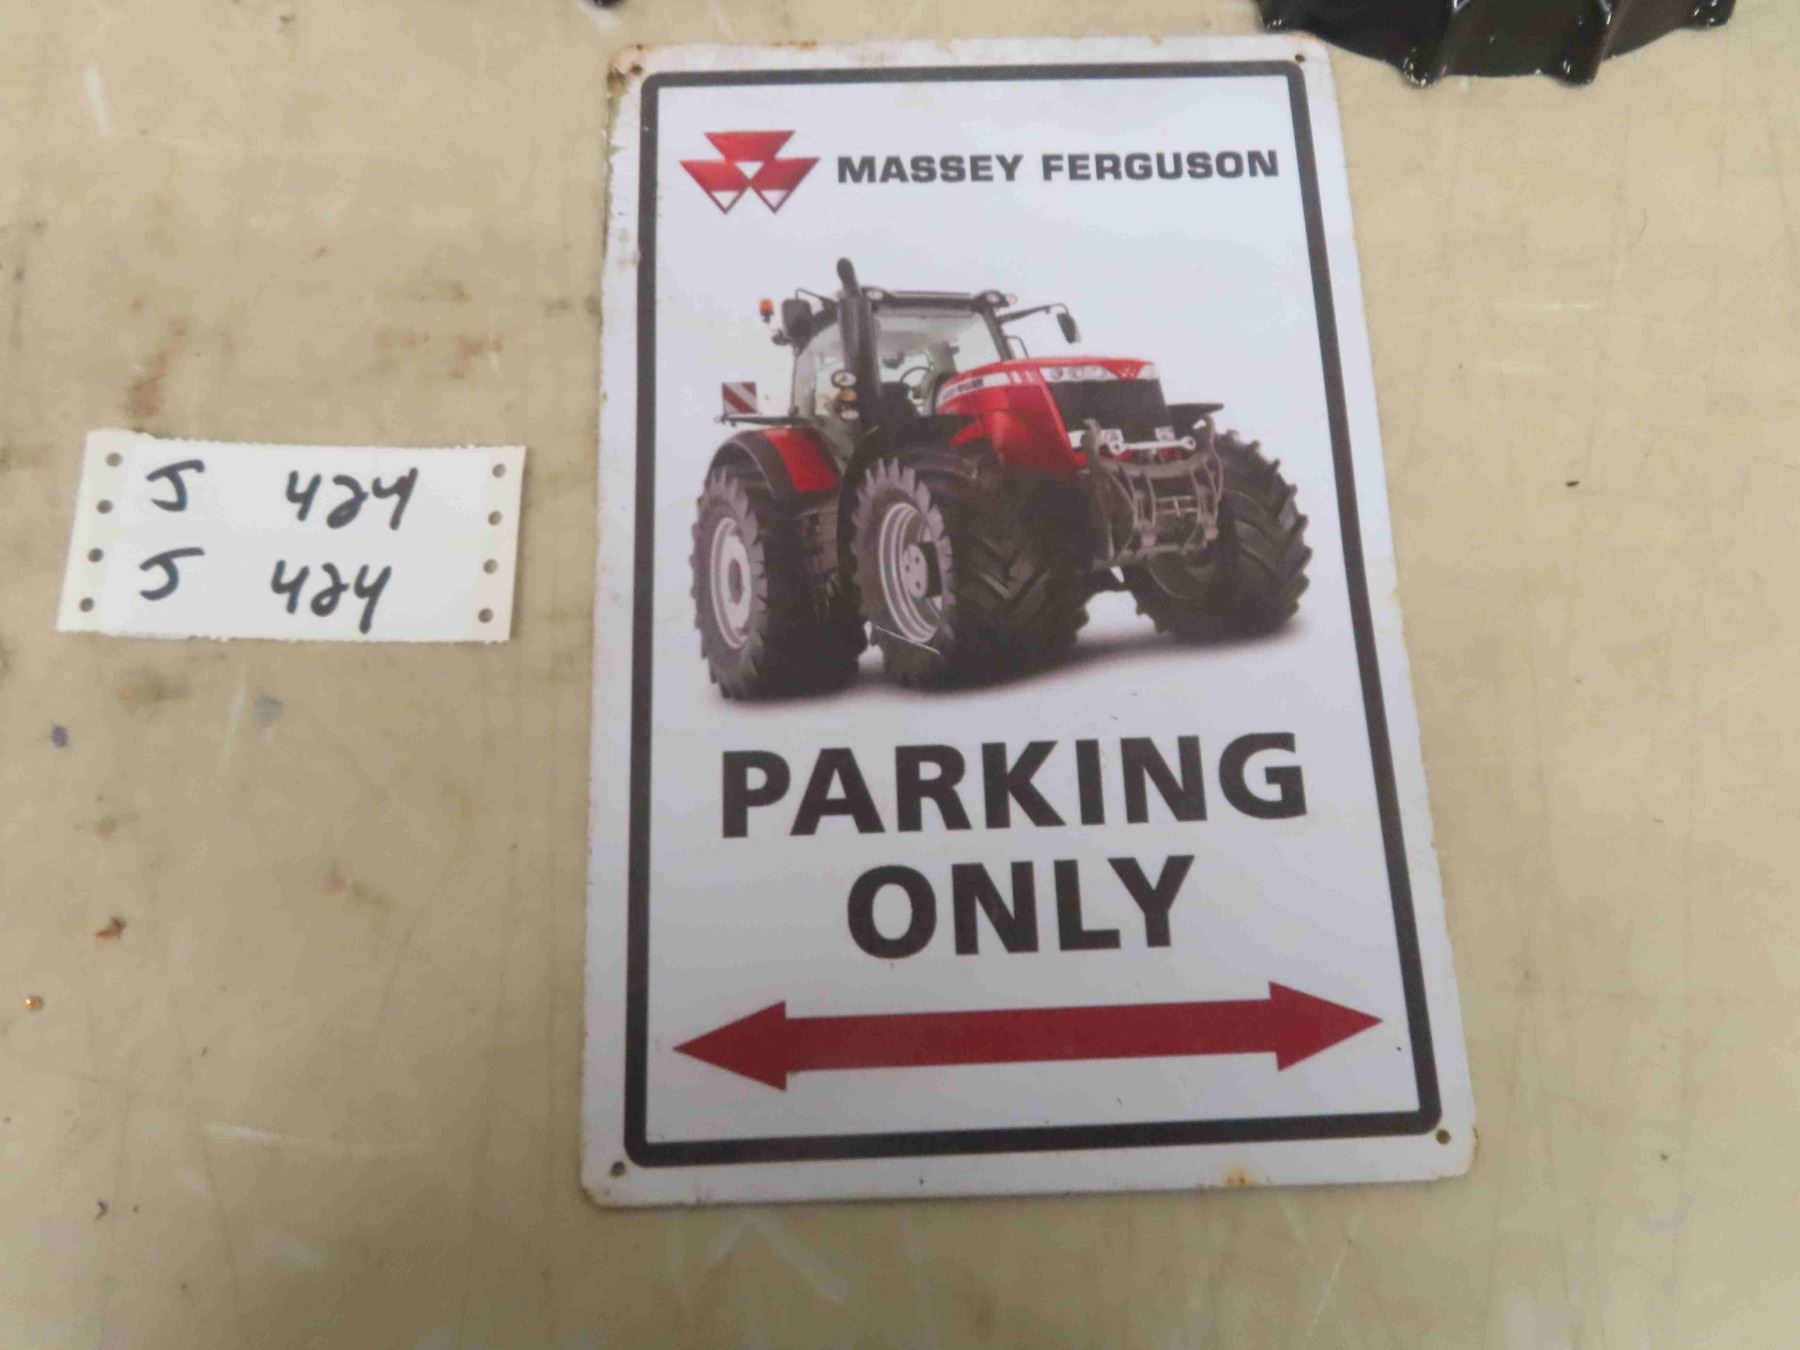 MASSEY FERGUSON
J 424
J 424
PARKING
ONLY